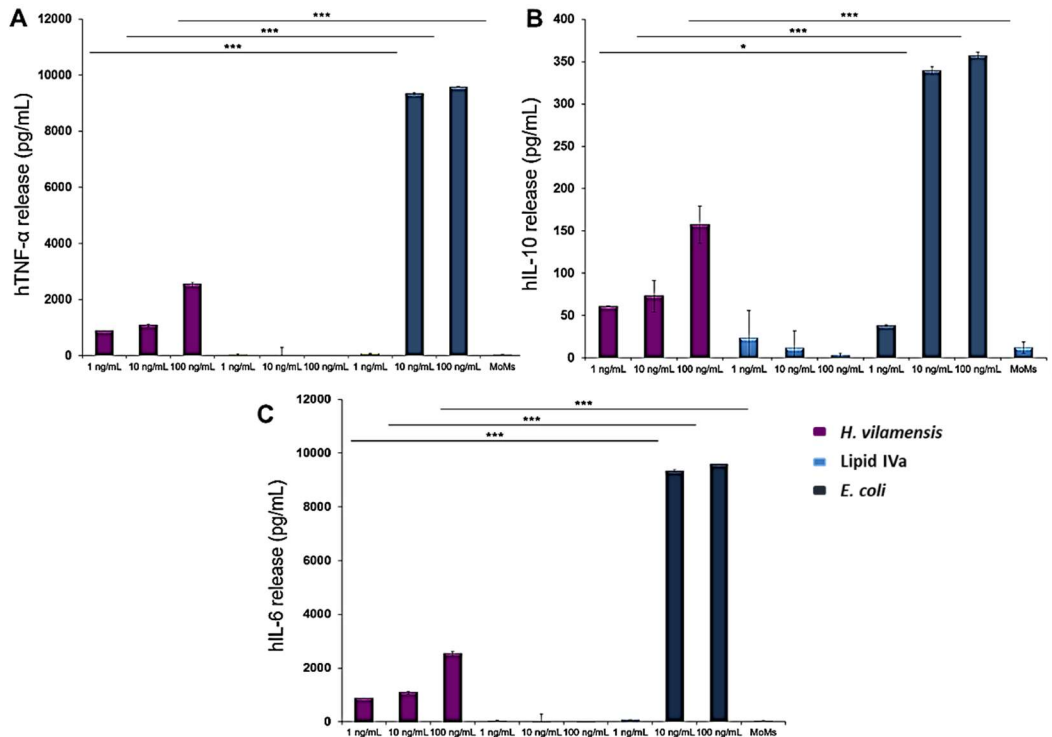 A
12000
10000
8000
6000
4000
2000
0
hTNF-α release (pg/mL)
***
***
***
1 ng/mL 10 ng/mL 100 ng/mL 1 ng/mL 10 ng/mL 100 ng/mL 1 ng/mL 10 ng/mL 100 ng/mL MoMs
B
400
350
300
250
200
150
100
50
0
hIL-10 release (pg/mL)
***
***
*
1 ng/mL 10 ng/mL 100 ng/mL 1 ng/mL 10 ng/mL 100 ng/mL 1 ng/mL 10 ng/mL 100 ng/mL MoMs
C
12000
10000
8000
6000
4000
2000
0
hIL-6 release (pg/mL)
***
***
***
1 ng/mL 10 ng/mL 100 ng/mL 1 ng/mL 10 ng/mL 100 ng/mL 1 ng/mL 10 ng/mL 100 ng/mL MoMs
H. vilamensis
Lipid IVa
E. coli